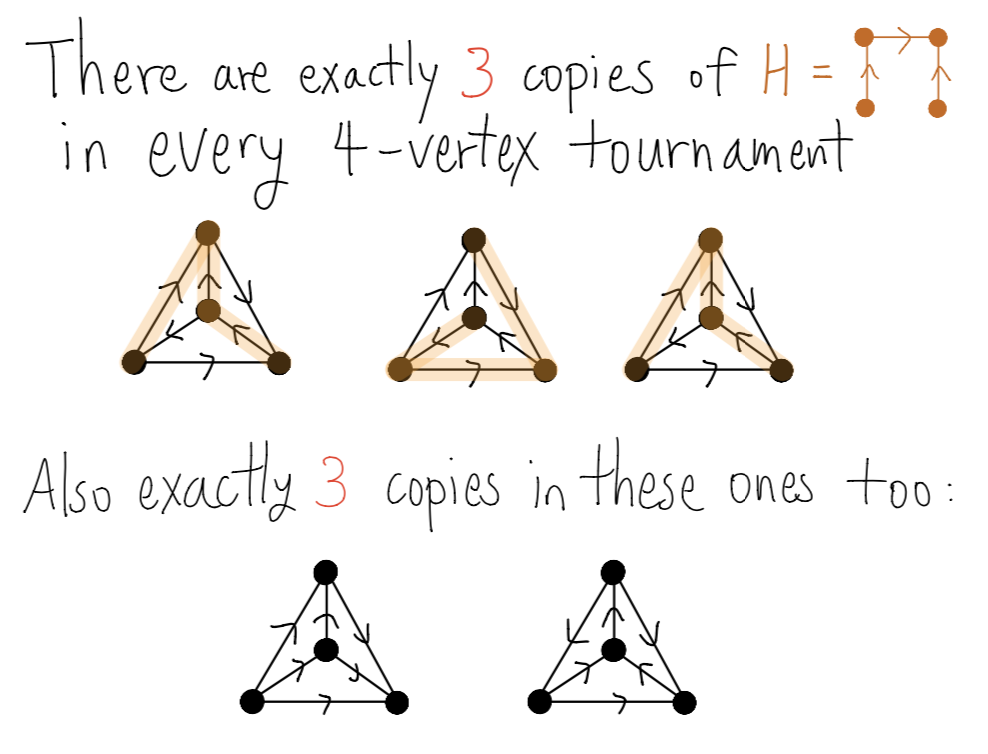 There are exactly 3 copies of H =
in every 4-vertex tournament
Also exactly 3 copies in these ones too: